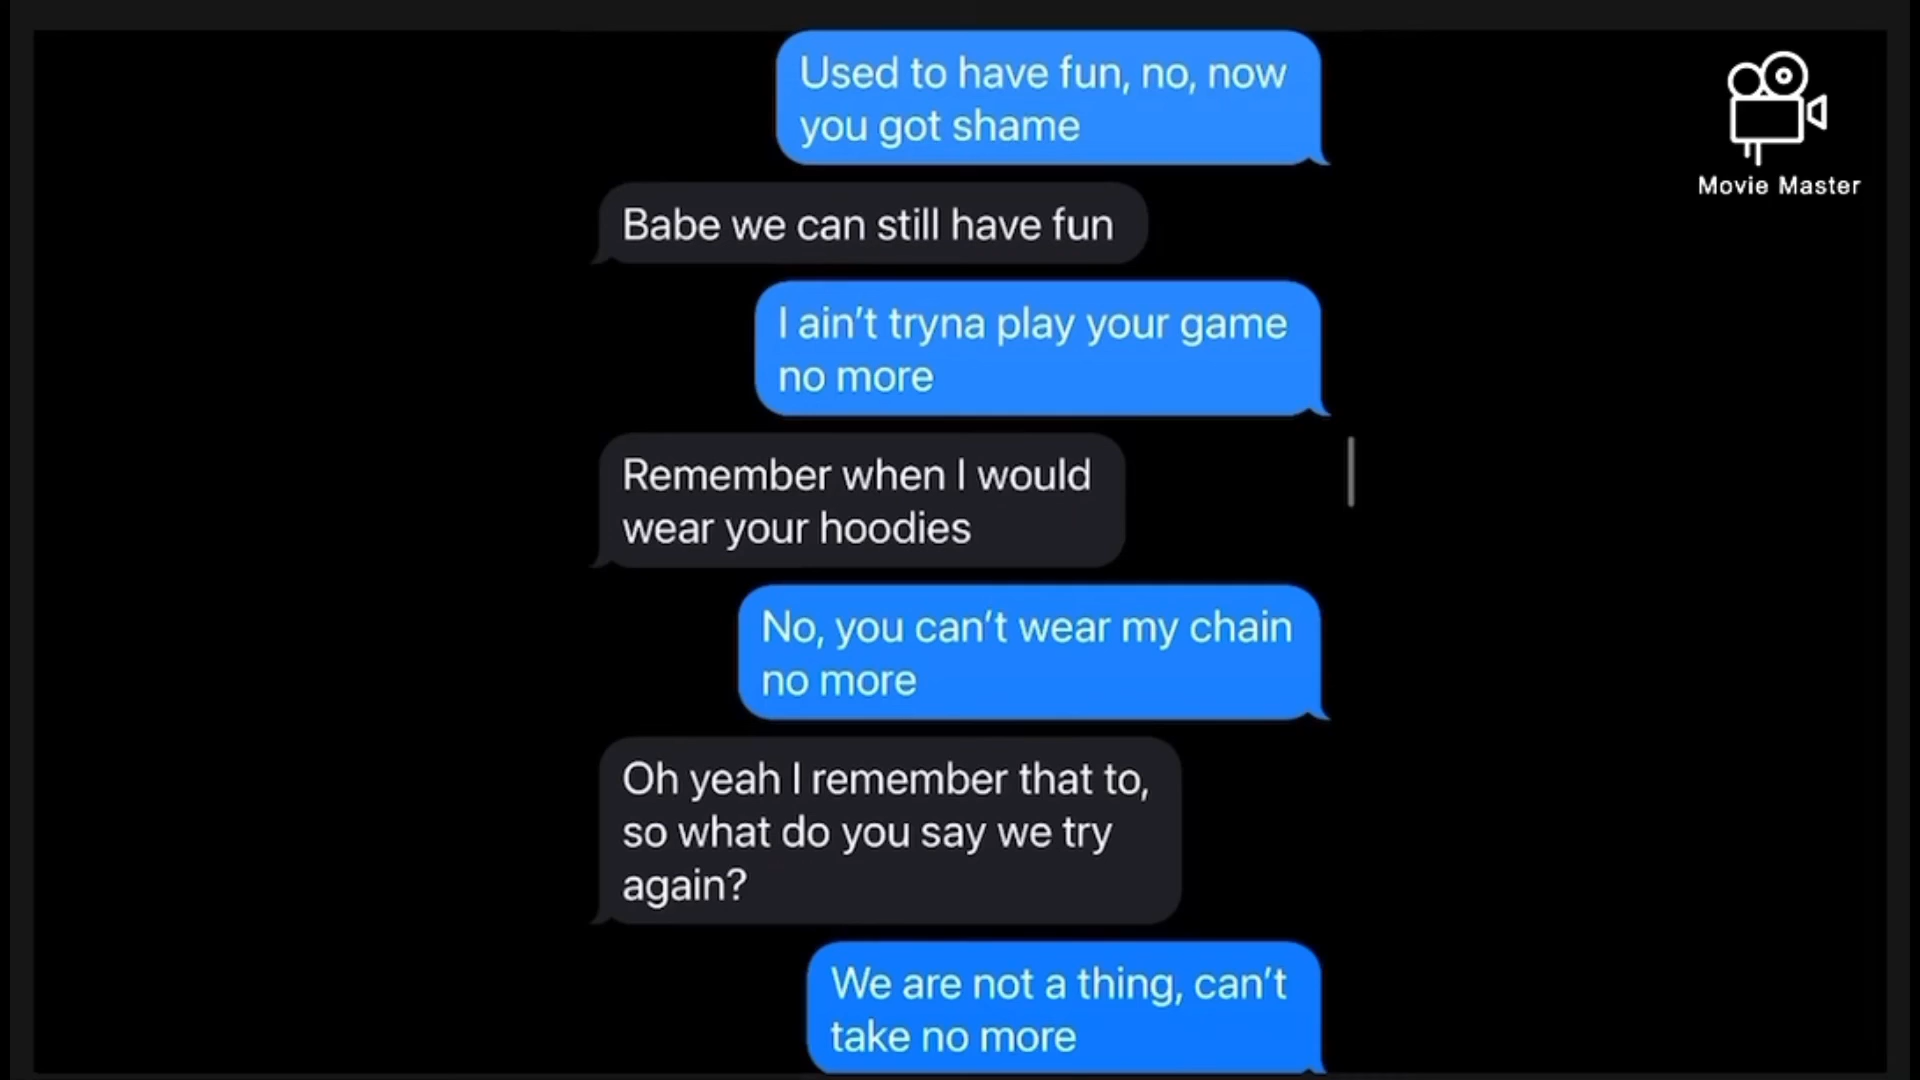 Used to have fun, no, now
you got shame
Movie Master
Babe we can still have fun
I ain’t tryna play your game
no more
Remember when I would
wear your hoodies
No, you can’t wear my chain
no more
Oh yeah I remember that to,
so what do you say we try
again?
We are not a thing, can’t
take no more